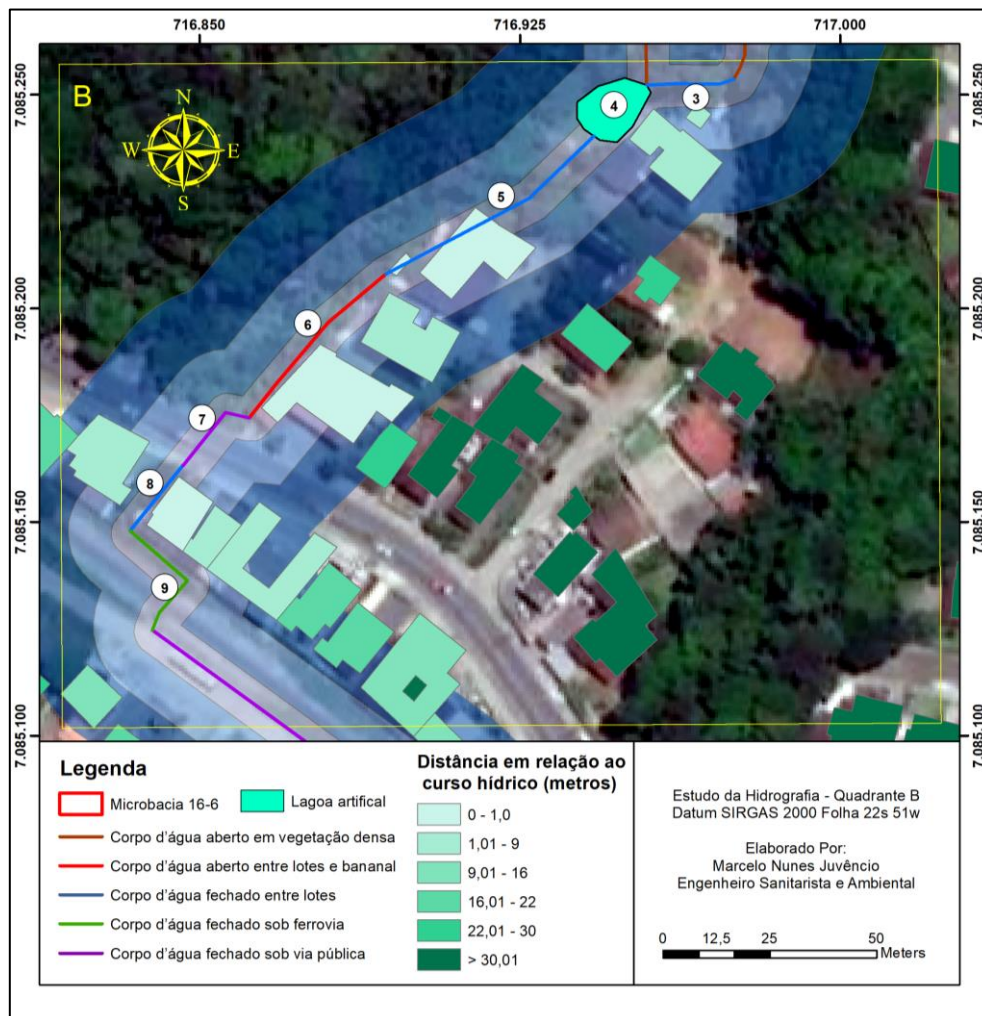 716.850
716.925
717.000
7.085.250
7.085.250
B
N
W E
S
4
3
5
7.085.200
7.085.200
6
7
8
7.085.150
7.085.150
9
7.085.100
7.085.100
Legenda
Microbacia 16-6
Lagoa artifical
Corpo d'água aberto em vegetação densa
Corpo d'água aberto entre lotes e bananal
Corpo d'água fechado entre lotes
Corpo d'água fechado sob ferrovia
Corpo d'água fechado sob via pública
Distância em relação ao
curso hídrico (metros)
0 - 1,0
1,01 - 9
9,01 - 16
16,01 - 22
22,01 - 30
> 30,01
Estudo da Hidrografia - Quadrante B
Datum SIRGAS 2000 Folha 22s 51w
Elaborado Por:
Marcelo Nunes Juvêncio
Engenheiro Sanitarista e Ambiental
0 12,5 25 50
Meters